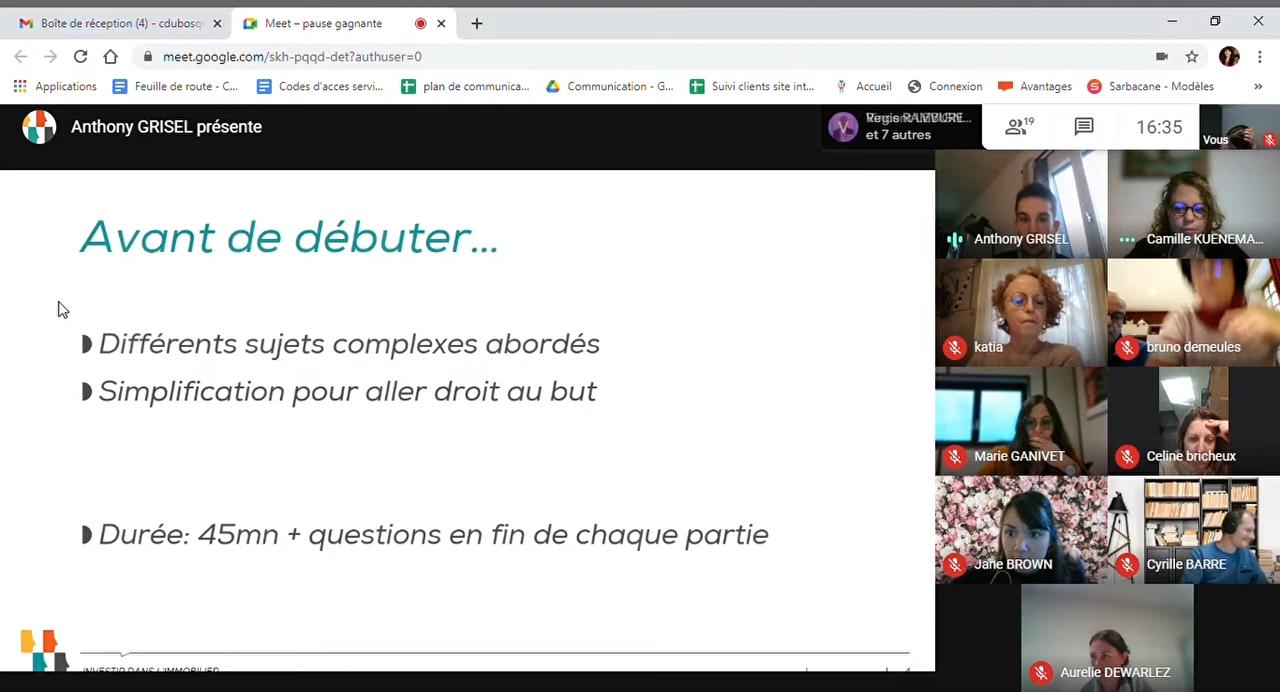 Boîte de réception (4) - cdubosq
Meet – pause gagnante
meet.google.com/skh-pqqd-det?authuser=0
Applications
Feuille de route - C...
Codes d'acces servi...
plan de communica...
Communication - G...
Suivi clients site int...
Accueil
Connexion
Avantages
Sarbacane - Modèles
»
Anthony GRISEL présente
V
et 7 autres
19
16:35
Vous
Avant de débuter...
Différents sujets complexes abordés
Simplification pour aller droit au but
Durée: 45mn + questions en fin de chaque partie
INVESTIR DANS L'IMMOBILIER
Anthony GRISEL
Camille KUENEMA...
katia
bruno demeules
Marie GANIVET
Celine bricheux
Jane BROWN
Cyrille BARRE
Aurelie DEWARLEZ